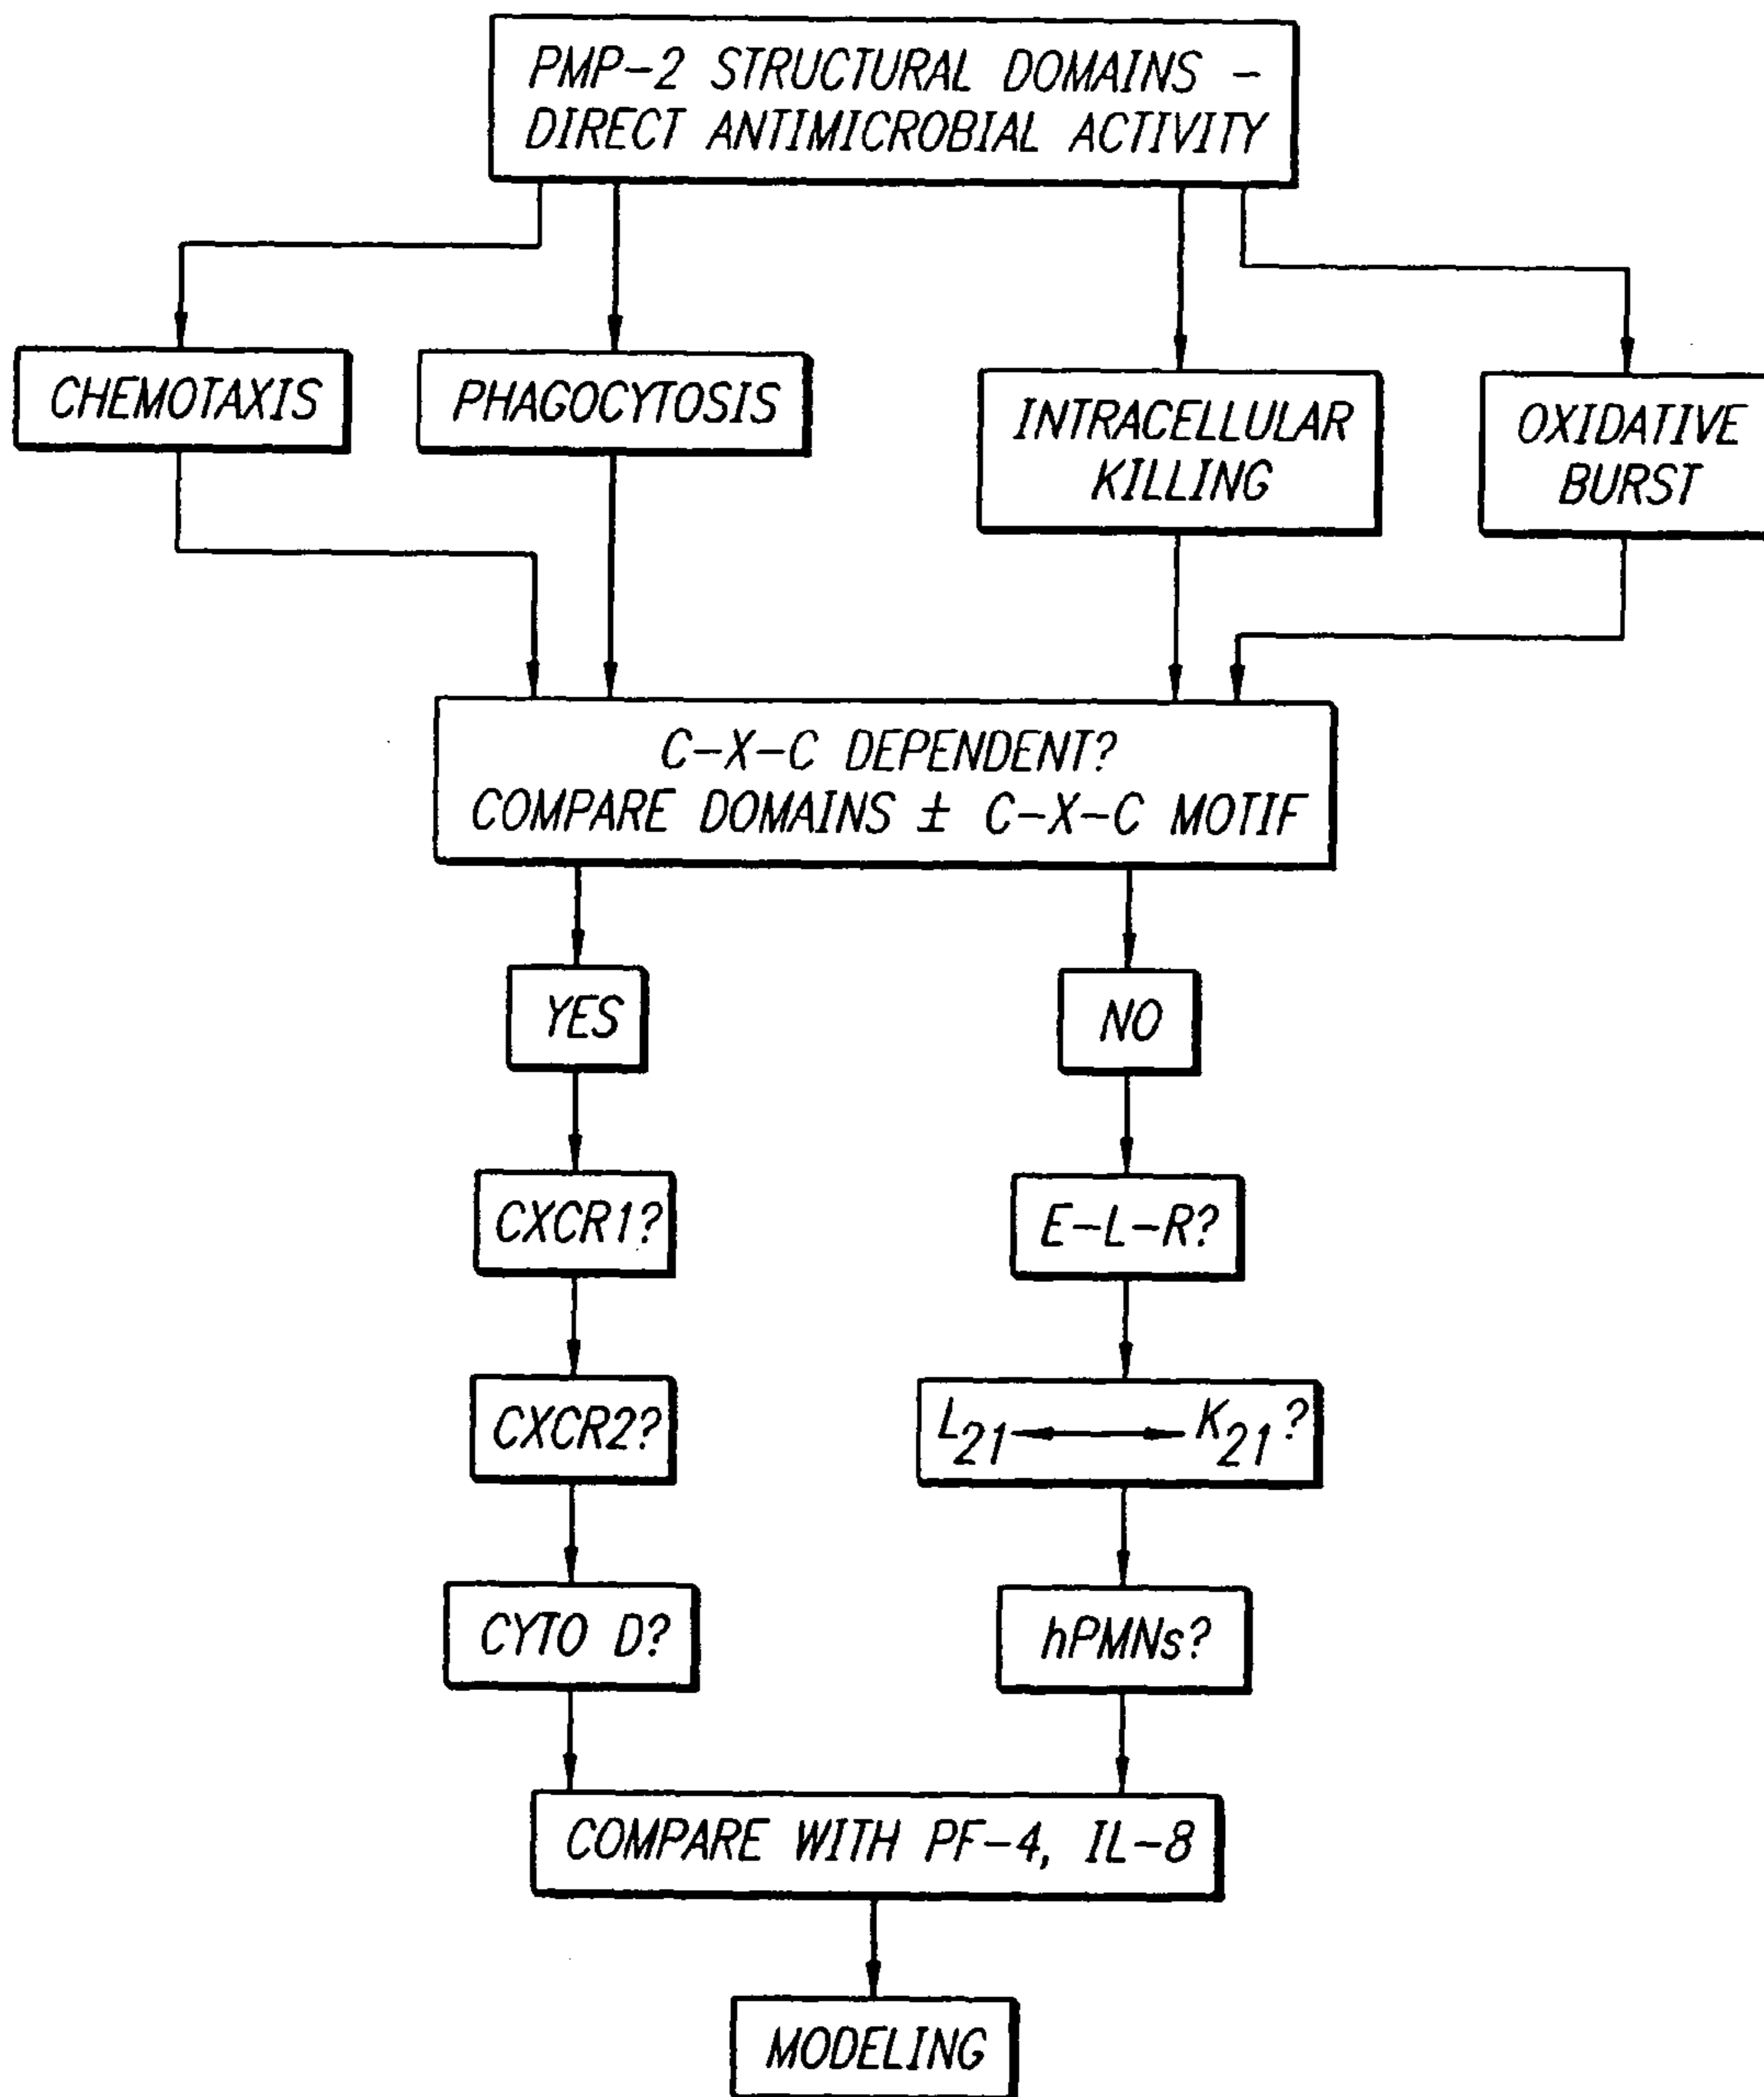 PMP-2 STRUCTURAL DOMAINS -
DIRECT ANTIMICROBIAL ACTIVITY
CHEMOTAXIS
PHAGOCYTOSIS
INTRACELLULAR
KILLING
OXIDATIVE
BURST
C-X-C DEPENDENT?
COMPARE DOMAINS ± C-X-C MOTIF
YES
NO
CXCR1?
E-L-R?
CXCR2?
L21 ↔ K21?
CYTO D?
hPMNs?
COMPARE WITH PF-4, IL-8
MODELING